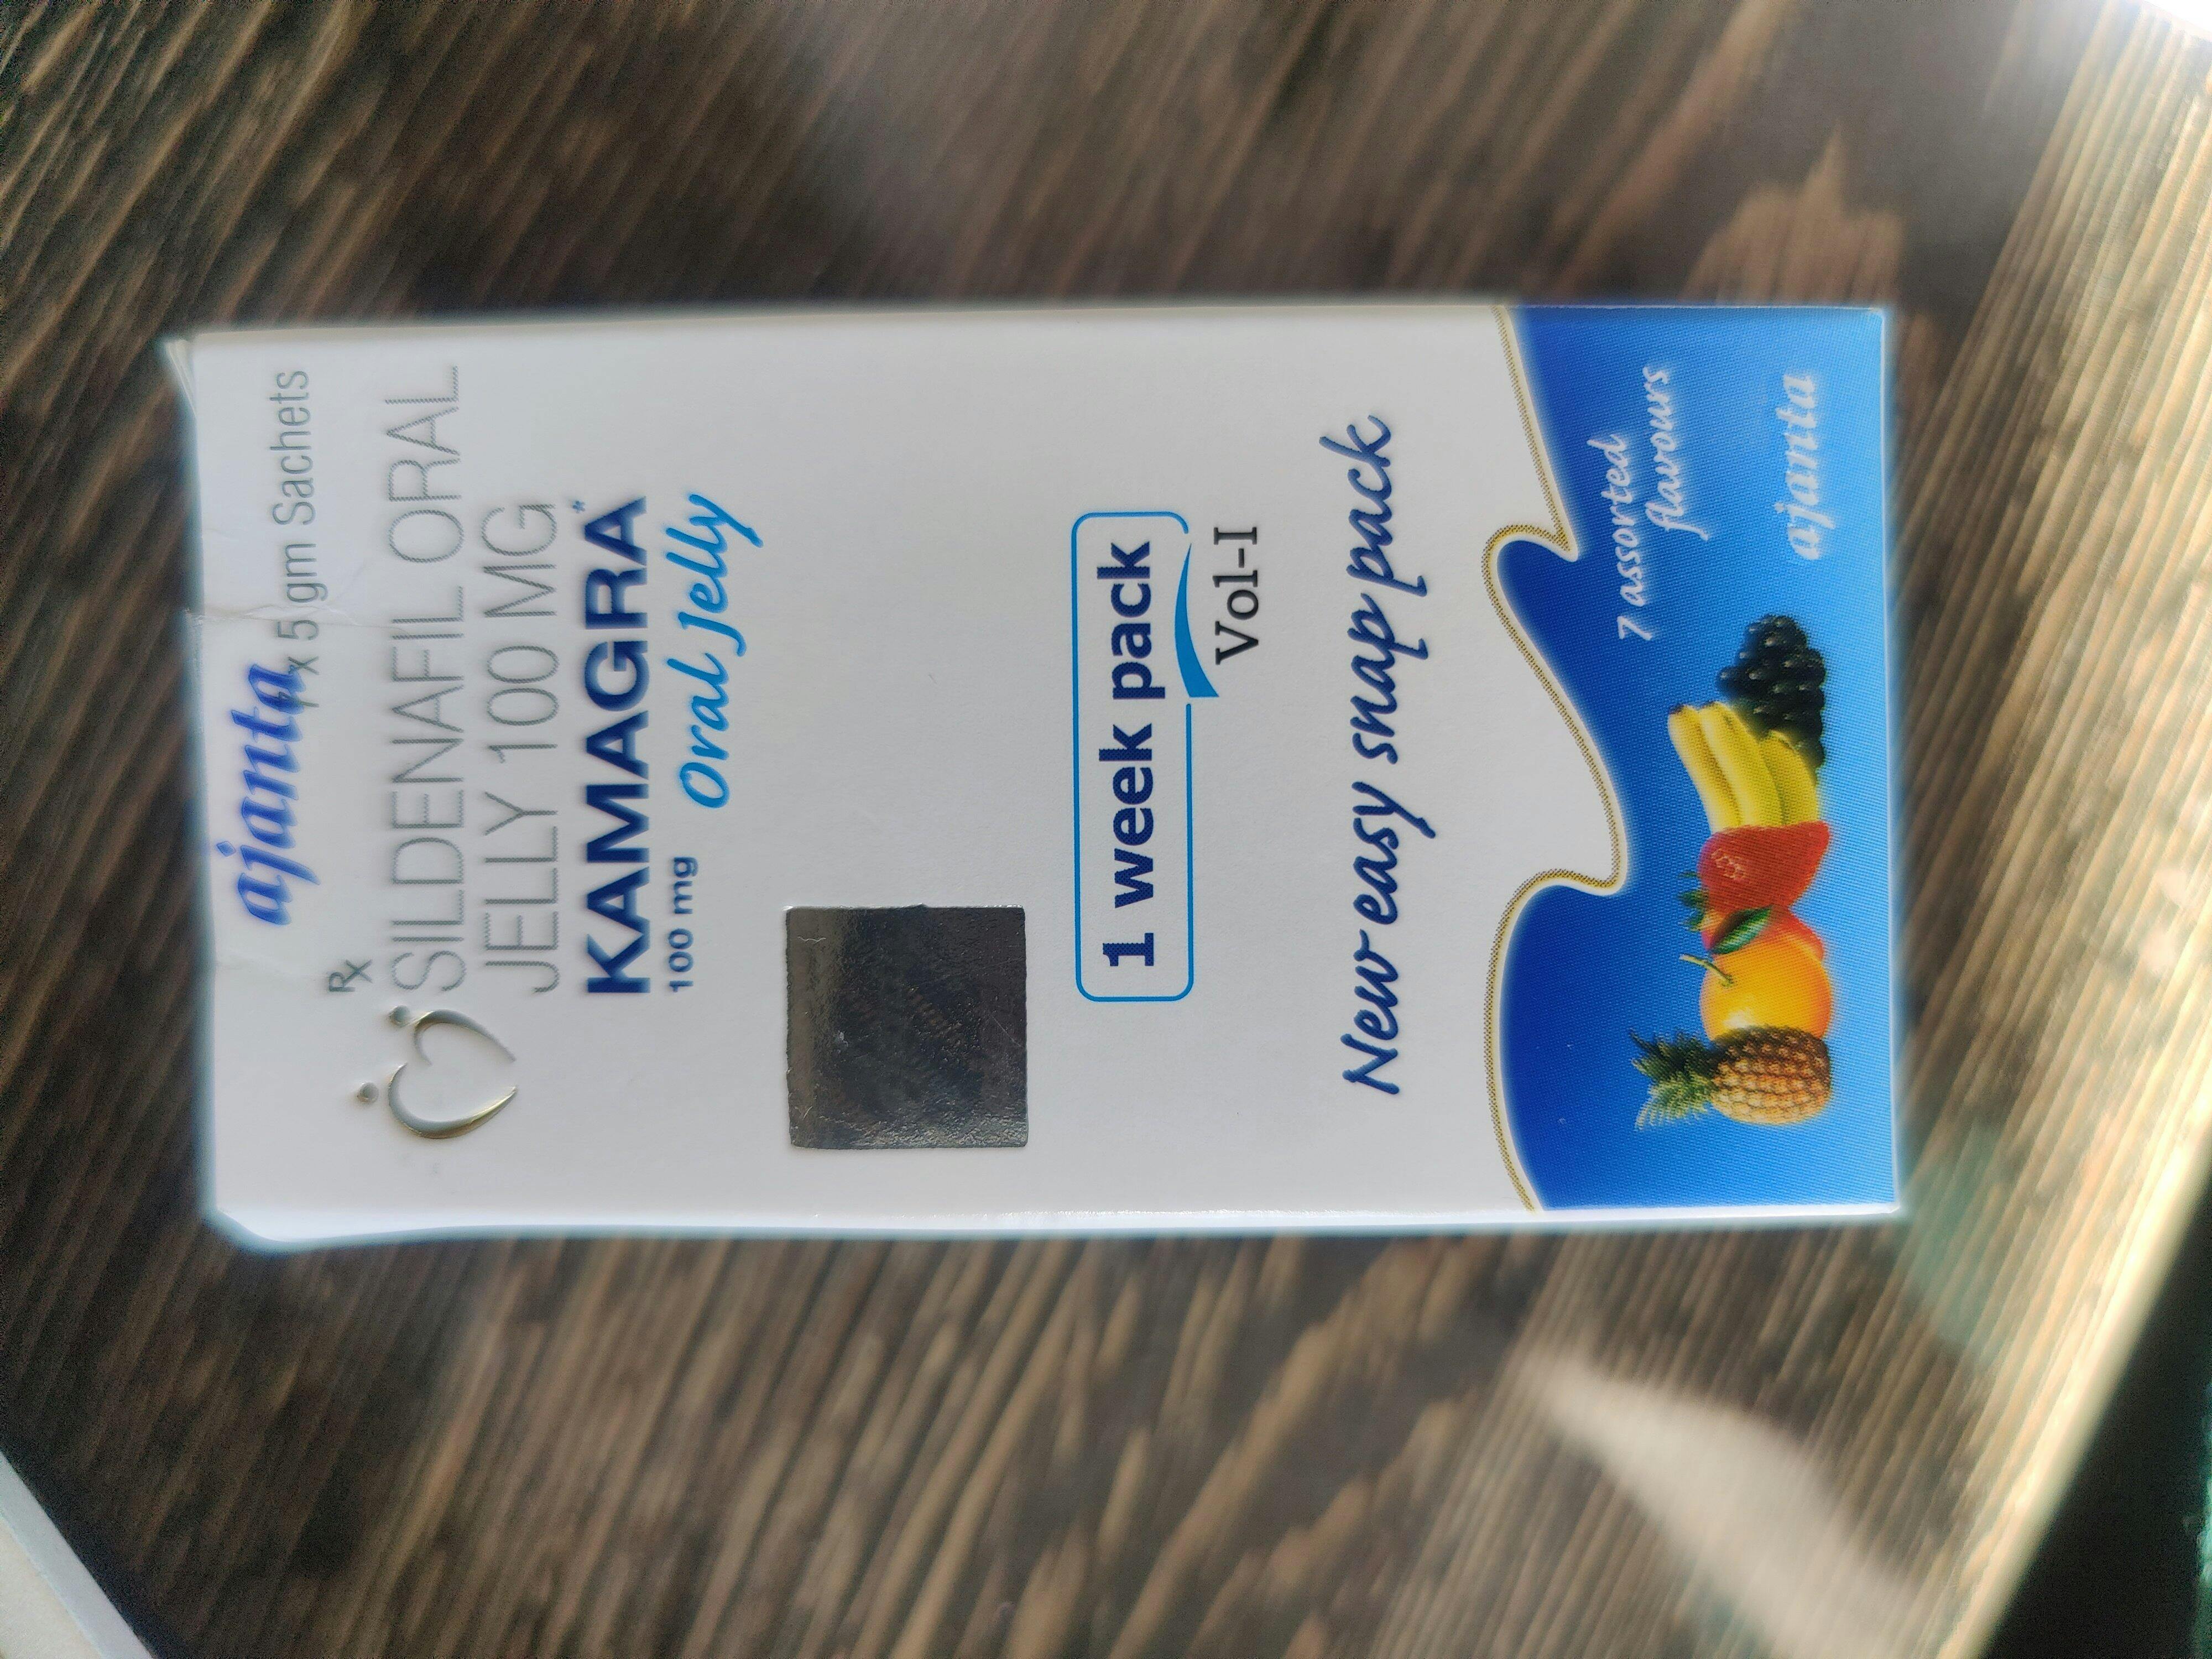 ajanta
7 x 5 gm Sachets
Rx
SILDENAFIL ORAL
JELLY 100 MG
KAMAGRA*
100 mg Oral Jelly
1 week pack
Vol-I
New easy snap pack
7 assorted
flavours
ajanta